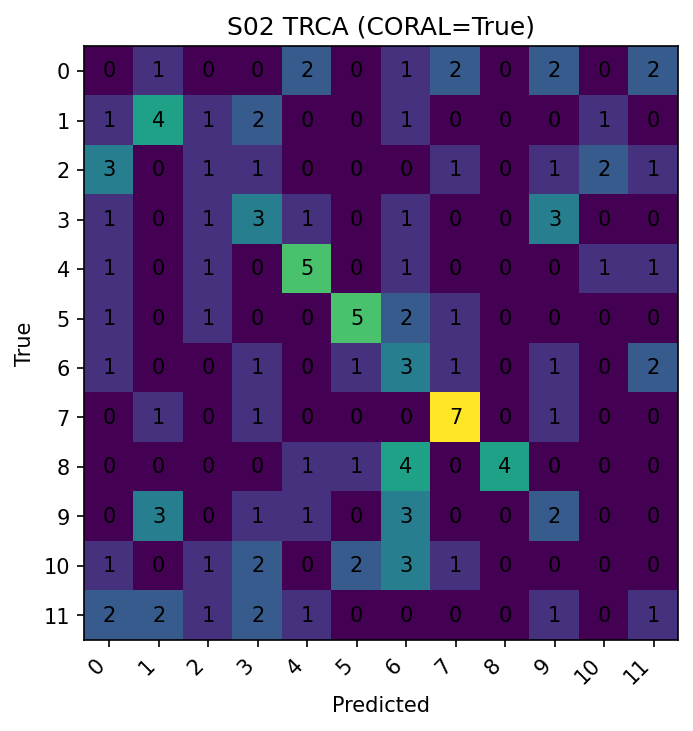 S02 TRCA (CORAL=True)
0 0 1 0 0 2 0 1 2 0 2 0 2
1 1 4 1 2 0 0 1 0 0 0 1 0
2 3 0 1 1 0 0 0 1 0 1 2 1
3 1 0 1 3 1 0 1 0 0 3 0 0
4 1 0 1 0 5 0 1 0 0 0 1 1
5 1 0 1 0 0 5 2 1 0 0 0 0
6 1 0 0 1 0 1 3 1 0 1 0 2
7 0 1 0 1 0 0 0 7 0 1 0 0
8 0 0 0 0 1 1 4 0 4 0 0 0
9 0 3 0 1 1 0 3 0 0 2 0 0
10 1 0 1 2 0 2 3 1 0 0 0 0
11 2 2 1 2 1 0 0 0 0 1 0 1
0 1 2 3 4 5 6 7 8 9 10 11
True
Predicted